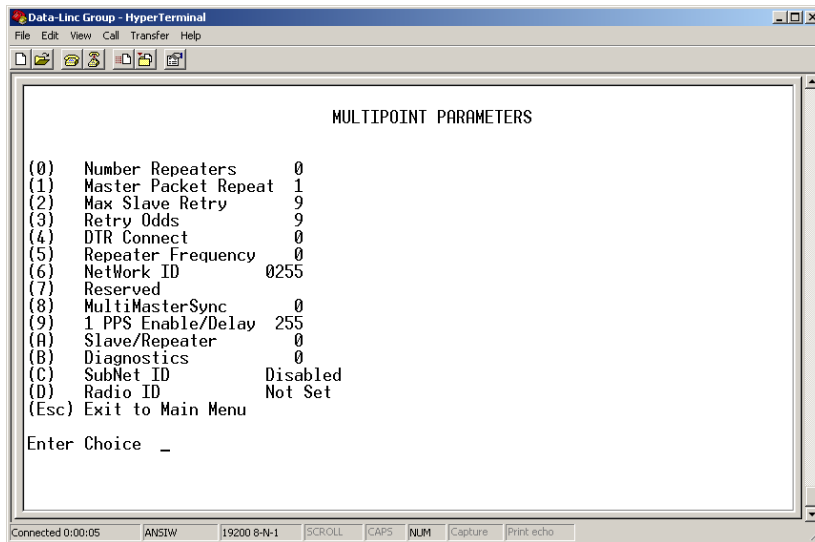 Data-Linc Group - HyperTerminal
File Edit View Call Transfer Help
MULTIPOINT PARAMETERS
(0) Number Repeaters 0
(1) Master Packet Repeat 1
(2) Max Slave Retry 9
(3) Retry Odds 9
(4) DTR Connect 0
(5) Repeater Frequency 0
(6) NetWork ID 0255
(7) Reserved
(8) MultiMasterSync 0
(9) 1 PPS Enable/Delay 255
(A) Slave/Repeater 0
(B) Diagnostics 0
(C) SubNet ID Disabled
(D) Radio ID Not Set
(Esc) Exit to Main Menu
Enter Choice _
Connected 0:00:05 ANSIW 19200 8-N-1 SCROLL CAPS NUM Capture Print echo